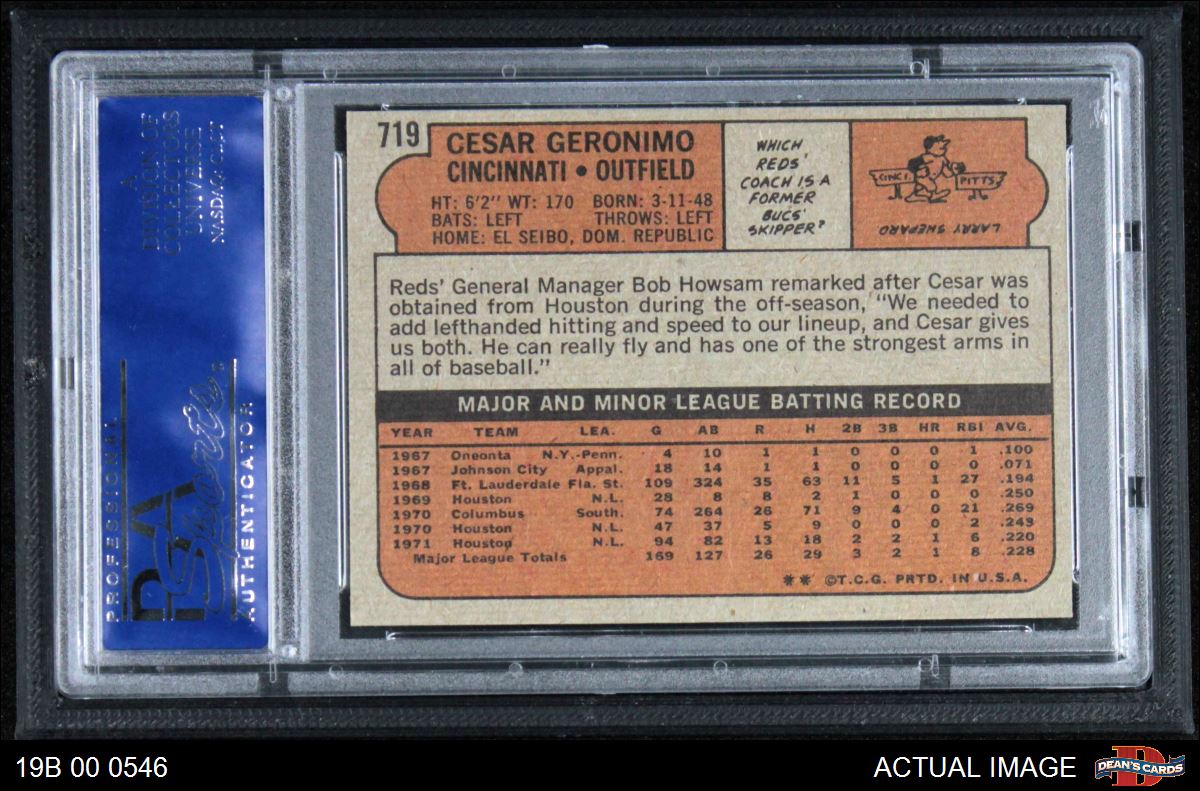 A
DIVISION OF
COLLECTORS
UNIVERSE
NASDAQ: CLCT
PROFESSIONAL
PSA
Sports
AUTHENTICATOR
719
CESAR GERONIMO
CINCINNATI • OUTFIELD
HT: 6'2" WT: 170 BORN: 3-11-48
BATS: LEFT THROWS: LEFT
HOME: EL SEIBO, DOM. REPUBLIC
WHICH
REDS'
COACH IS A
FORMER
BUCS'
SKIPPER?
CINCI.
PITTS.
LARRY SHEPARD
Reds' General Manager Bob Howsam remarked after Cesar was
obtained from Houston during the off-season, "We needed to
add lefthanded hitting and speed to our lineup, and Cesar gives
us both. He can really fly and has one of the strongest arms in
all of baseball."
MAJOR AND MINOR LEAGUE BATTING RECORD
YEAR TEAM LEA. G AB R H 2B 3B HR RBI AVG.
1967 Oneonta N.Y.-Penn. 4 10 1 1 0 0 0 1 .100
1967 Johnson City Appal. 18 14 1 1 0 0 0 0 .071
1968 Ft. Lauderdale Fla. St. 109 324 35 63 11 5 1 27 .194
1969 Houston N.L. 28 8 8 2 1 0 0 0 .250
1970 Columbus South. 74 264 26 71 9 4 0 21 .269
1970 Houston N.L. 47 37 5 9 0 0 0 2 .243
1971 Houston N.L. 94 82 13 18 2 2 1 6 .220
Major League Totals 169 127 26 29 3 2 1 8 .228
** ©T.C.G. PRTD. IN U.S.A.
19B 00 0546
ACTUAL IMAGE
D
DEAN'S CARDS